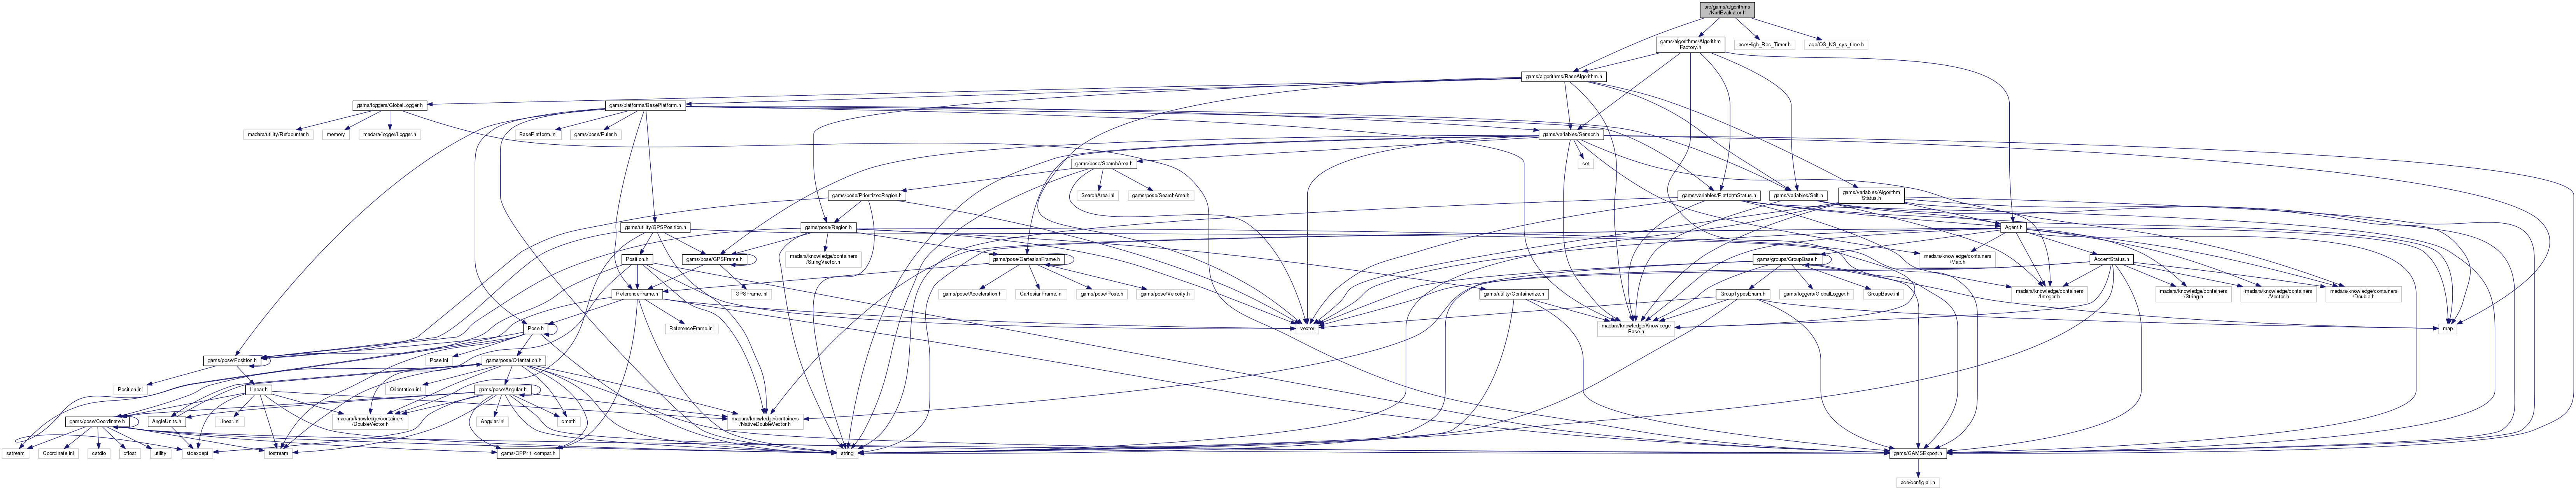 src/gams/algorithms
/KarlEvaluator.h
gams/algorithms/Algorithm
Factory.h
ace/High_Res_Timer.h
ace/OS_NS_sys_time.h
gams/algorithms/BaseAlgorithm.h
gams/loggers/GlobalLogger.h
gams/platforms/BasePlatform.h
madara/utility/Refcounter.h
memory
madara/logger/Logger.h
BasePlatform.inl
gams/pose/Euler.h
gams/variables/Sensor.h
gams/pose/SearchArea.h
set
gams/pose/PrioritizedRegion.h
SearchArea.inl
gams/pose/SearchArea.h
gams/variables/PlatformStatus.h
gams/variables/Self.h
gams/variables/Algorithm
Status.h
gams/utility/GPSPosition.h
gams/pose/Region.h
Agent.h
Position.h
gams/pose/GPSFrame.h
madara/knowledge/containers
/StringVector.h
gams/pose/CartesianFrame.h
gams/groups/GroupBase.h
madara/knowledge/containers
/Map.h
AccentStatus.h
ReferenceFrame.h
GPSFrame.inl
gams/pose/Acceleration.h
CartesianFrame.inl
gams/pose/Pose.h
gams/pose/Velocity.h
gams/utility/Containerize.h
GroupTypesEnum.h
gams/loggers/GlobalLogger.h
GroupBase.inl
madara/knowledge/containers
/Integer.h
madara/knowledge/containers
/String.h
madara/knowledge/containers
/Vector.h
madara/knowledge/containers
/Double.h
Pose.h
ReferenceFrame.inl
vector
madara/knowledge/Knowledge
Base.h
map
gams/pose/Position.h
Pose.inl
gams/pose/Orientation.h
Position.inl
Linear.h
Orientation.inl
gams/pose/Angular.h
gams/pose/Coordinate.h
AngleUnits.h
Linear.inl
madara/knowledge/containers
/DoubleVector.h
Angular.inl
cmath
madara/knowledge/containers
/NativeDoubleVector.h
sstream
Coordinate.inl
cstdio
cfloat
utility
stdexcept
iostream
gams/CPP11_compat.h
string
gams/GAMSExport.h
ace/config-all.h